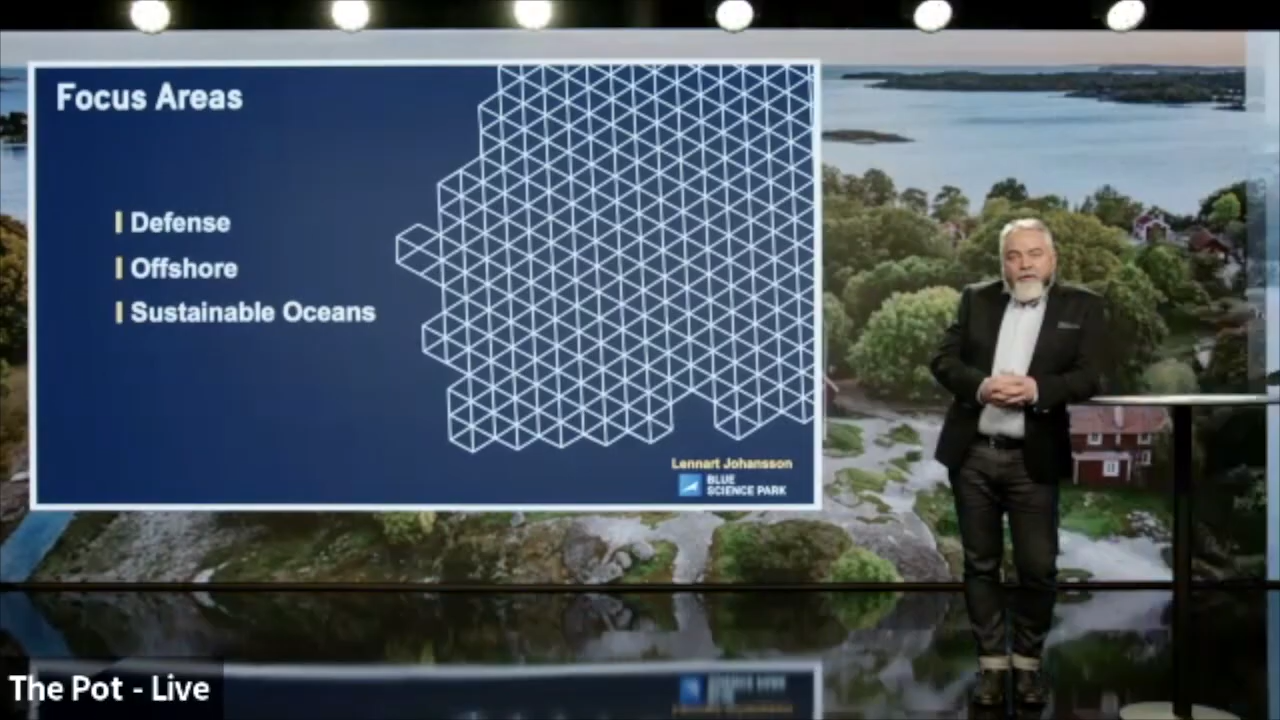 Focus Areas
Defense
Offshore
Sustainable Oceans
Lennart Johansson
BLUE
SCIENCE PARK
The Pot - Live